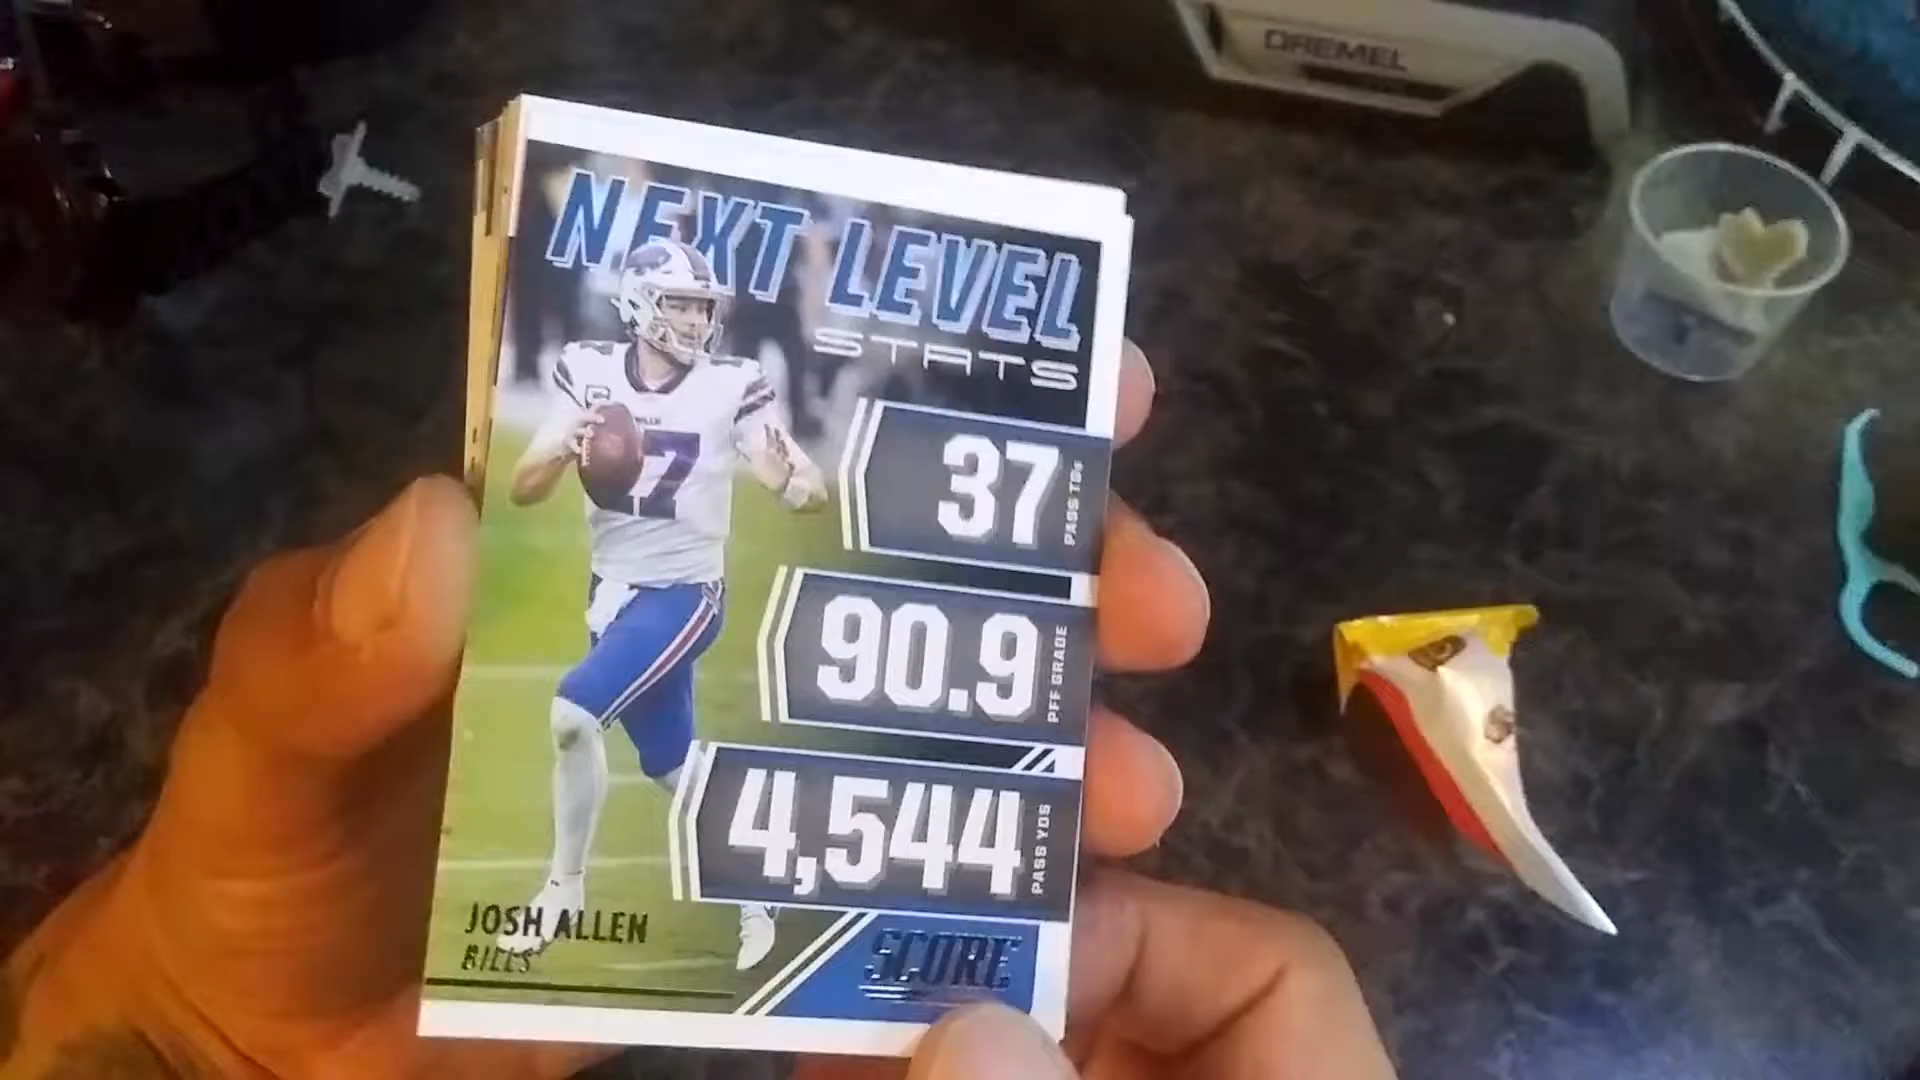 DREMEL
NEXT LEVEL
STATS
17
37
PASS TDs
90.9
PFF GRADE
4,544
PASS YDS
JOSH ALLEN
BILLS
SCORE